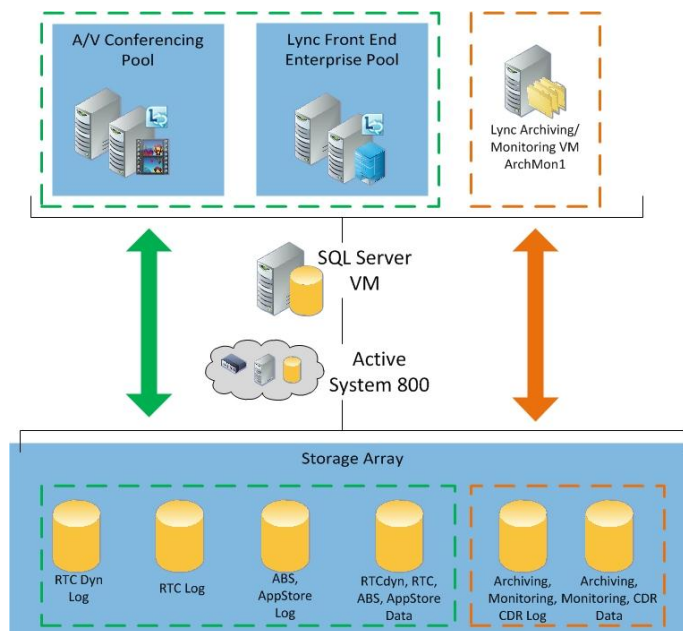 A/V Conferencing
Pool
Lync Front End
Enterprise Pool
Lync Archiving/
Monitoring VM
ArchMon1
SQL Server
VM
Active
System 800
Storage Array
RTC Dyn
Log
RTC Log
ABS,
AppStore
Log
RTCdyn, RTC,
ABS, AppStore
Data
Archiving,
Monitoring,
CDR Log
Archiving,
Monitoring, CDR
Data